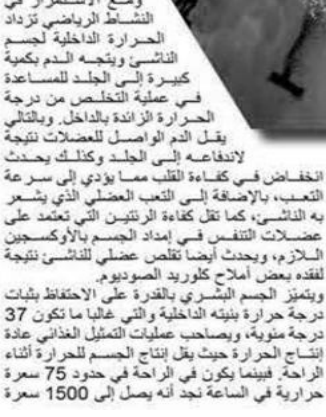 ومع الاستمرار في
النشاط الرياضي تزداد
الحرارة الداخلية لجسم
الناشئ ويتجه الدم بكمية
كبيرة إلى الجلد للمساعدة
في عملية التخلص من درجة
الحرارة الزائدة بالداخل. وبالتالي
يقل الدم الواصل للعضلات نتيجة
لاندفاعه إلى الجلد وكذلك يحدث
انخفاض في كفاءة القلب مما يؤدي إلى سرعة
التعب، بالإضافة إلى التعب العضلي الذي يشعر
به الناشئ، كما تقل كفاءة الرئتين التي تعتمد على
عضلات التنفس في إمداد الجسم بالأوكسجين
اللازم، ويحدث أيضا تقلص عضلي للناشئ نتيجة
لفقده بعض أملاح كلوريد الصوديوم.
ويتميز الجسم البشري بالقدرة على الاحتفاظ بثبات
درجة حرارة بنيته الداخلية والتي غالبا ما تكون 37
درجة منوية، ويصاحب عمليات التمثيل الغذائي عادة
إنتاج الحرارة حيث يقل إنتاج الجسم للحرارة أثناء
الراحة. فبينما يكون في الراحة في حدود 75 سعرة
حرارية في الساعة نجد أنه يصل إلى 1500 سعرة